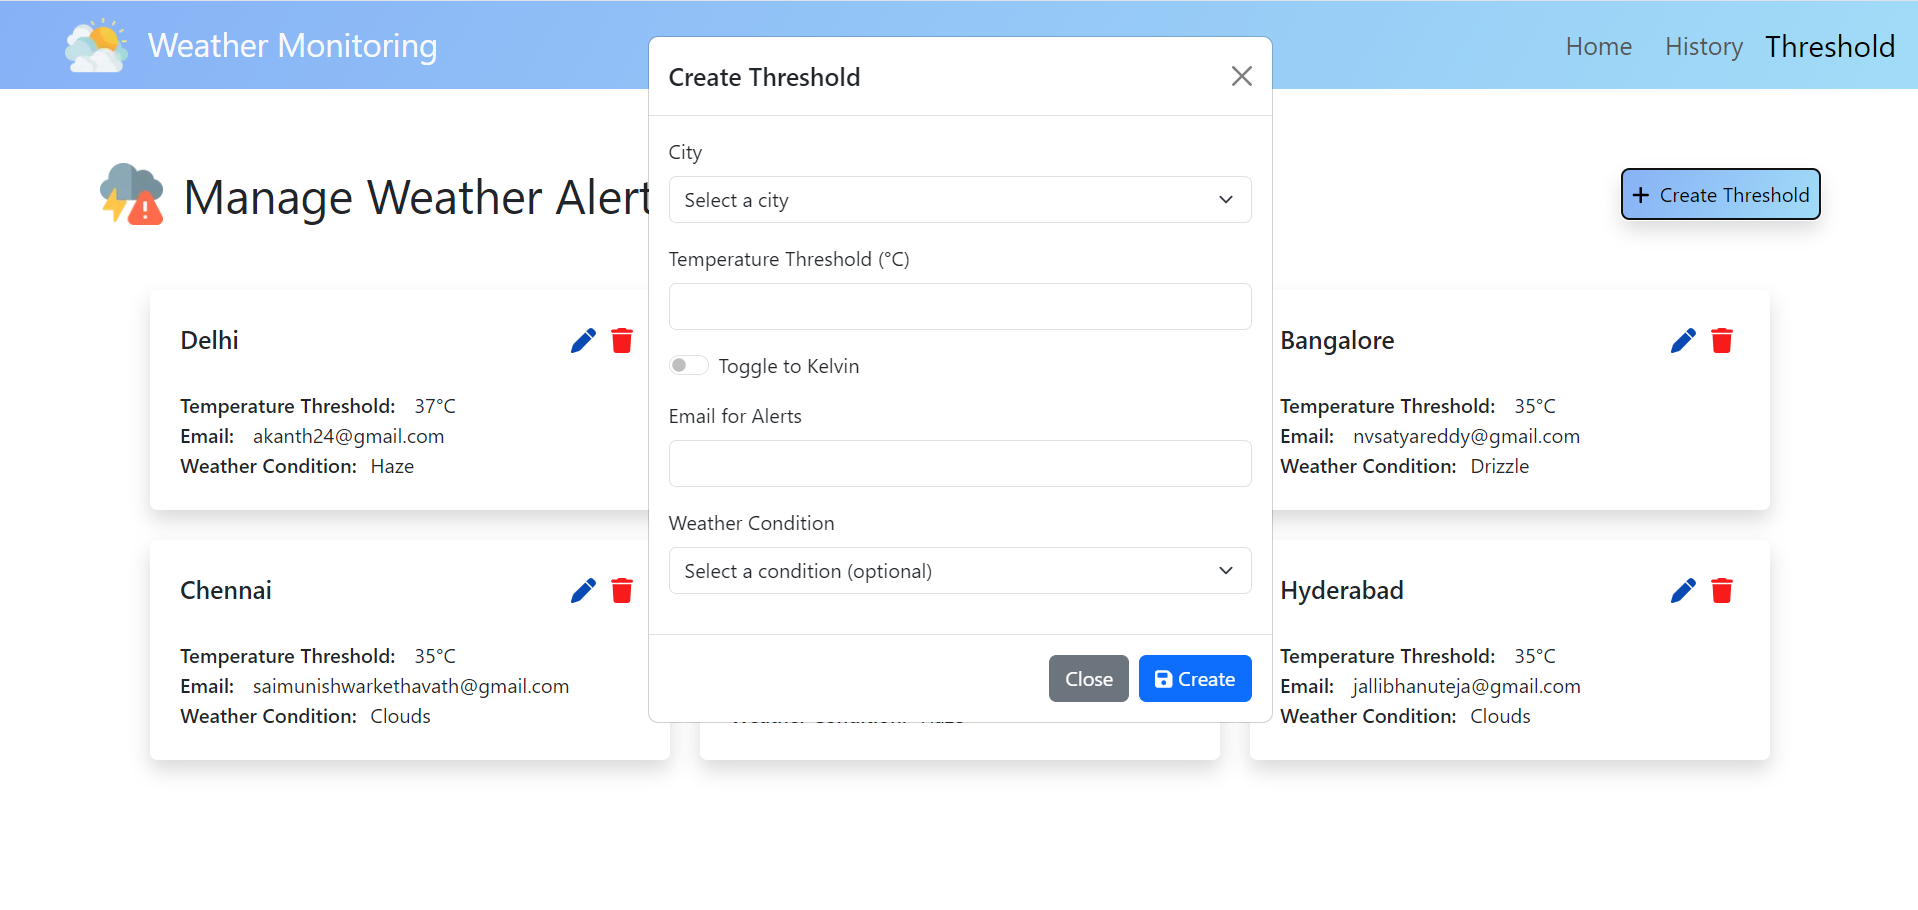 Weather Monitoring
Home
History
Threshold
Manage Weather Alert
Create Threshold
Create Threshold
City
Select a city
Temperature Threshold (°C)
Toggle to Kelvin
Email for Alerts
Weather Condition
Select a condition (optional)
Close
Create
Delhi
Temperature Threshold: 37°C
Email: akanth24@gmail.com
Weather Condition: Haze
Bangalore
Temperature Threshold: 35°C
Email: nvsatyareddy@gmail.com
Weather Condition: Drizzle
Chennai
Temperature Threshold: 35°C
Email: saimunishwarkethavath@gmail.com
Weather Condition: Clouds
Hyderabad
Temperature Threshold: 35°C
Email: jallibhanuteja@gmail.com
Weather Condition: Clouds